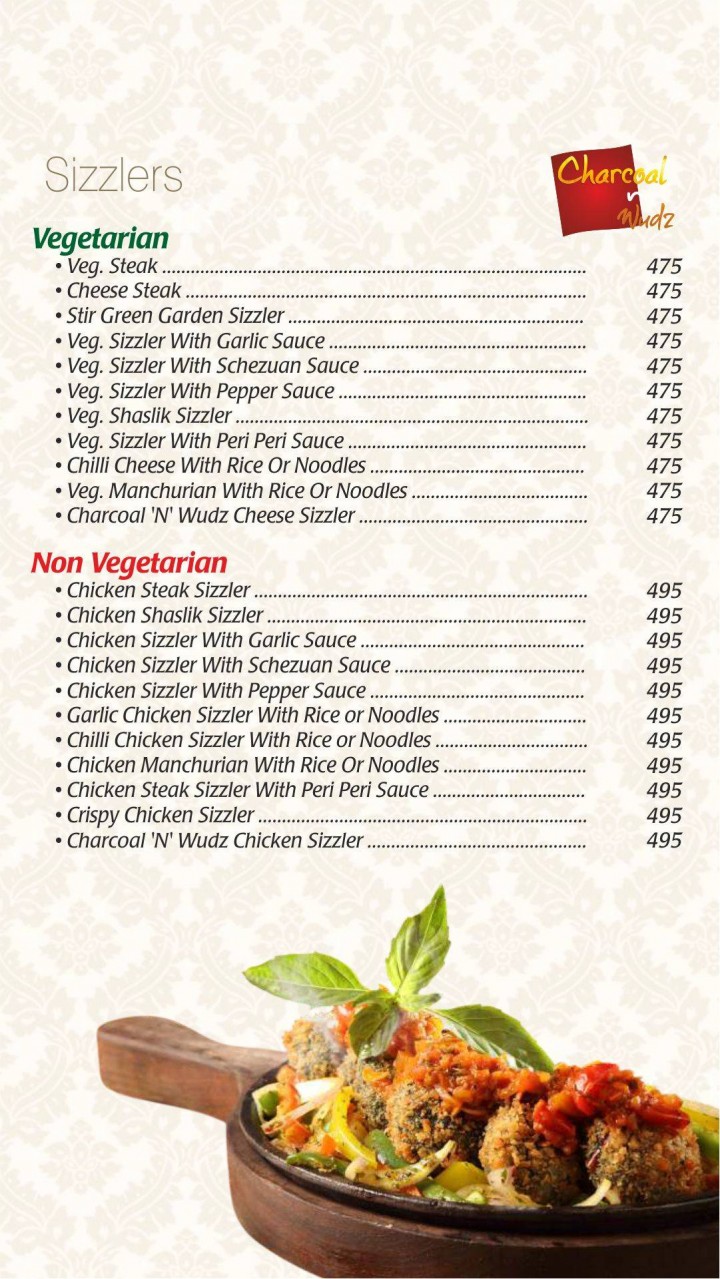 Sizzlers
Charcoal
n
Wudz
Vegetarian
• Veg. Steak ........................................................................................ 475
• Cheese Steak ................................................................................... 475
• Stir Green Garden Sizzler .............................................................. 475
• Veg. Sizzler With Garlic Sauce ...................................................... 475
• Veg. Sizzler With Schezuan Sauce ............................................... 475
• Veg. Sizzler With Pepper Sauce .................................................... 475
• Veg. Shaslik Sizzler .......................................................................... 475
• Veg. Sizzler With Peri Peri Sauce .................................................. 475
• Chilli Cheese With Rice Or Noodles ............................................. 475
• Veg. Manchurian With Rice Or Noodles ..................................... 475
• Charcoal 'N' Wudz Cheese Sizzler ................................................ 475
Non Vegetarian
• Chicken Steak Sizzler ...................................................................... 495
• Chicken Shaslik Sizzler ................................................................... 495
• Chicken Sizzler With Garlic Sauce ............................................... 495
• Chicken Sizzler With Schezuan Sauce ........................................ 495
• Chicken Sizzler With Pepper Sauce ............................................. 495
• Garlic Chicken Sizzler With Rice or Noodles .............................. 495
• Chilli Chicken Sizzler With Rice or Noodles ................................ 495
• Chicken Manchurian With Rice Or Noodles .............................. 495
• Chicken Steak Sizzler With Peri Peri Sauce ................................ 495
• Crispy Chicken Sizzler ..................................................................... 495
• Charcoal 'N' Wudz Chicken Sizzler .............................................. 495